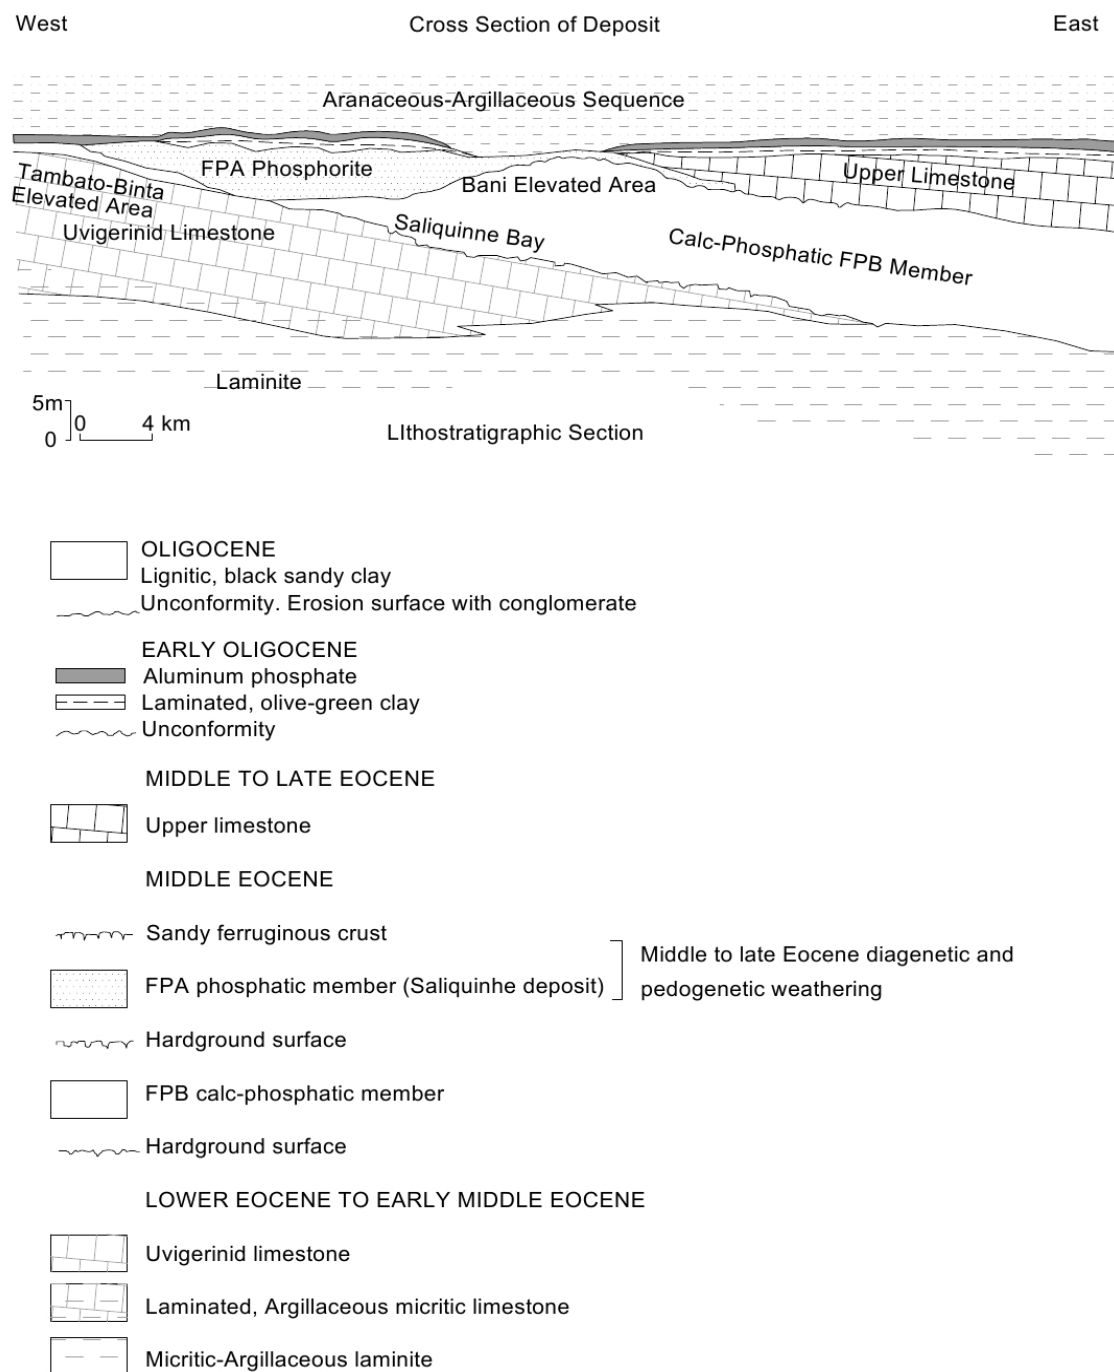 West
Cross Section of Deposit
East
Aranaceous-Argillaceous Sequence
FPA Phosphorite
Bani Elevated Area
Upper Limestone
Tambato-Binta
Elevated Area
Uvigerinid Limestone
Saliquinne Bay
Calc-Phosphatic FPB Member
Laminite
5m
0
0
4 km
LIthostratigraphic Section
OLIGOCENE
Lignitic, black sandy clay
Unconformity. Erosion surface with conglomerate
EARLY OLIGOCENE
Aluminum phosphate
Laminated, olive-green clay
Unconformity
MIDDLE TO LATE EOCENE
Upper limestone
MIDDLE EOCENE
Sandy ferruginous crust
FPA phosphatic member (Saliquinhe deposit)
Middle to late Eocene diagenetic and
pedogenetic weathering
Hardground surface
FPB calc-phosphatic member
Hardground surface
LOWER EOCENE TO EARLY MIDDLE EOCENE
Uvigerinid limestone
Laminated, Argillaceous micritic limestone
Micritic-Argillaceous laminite